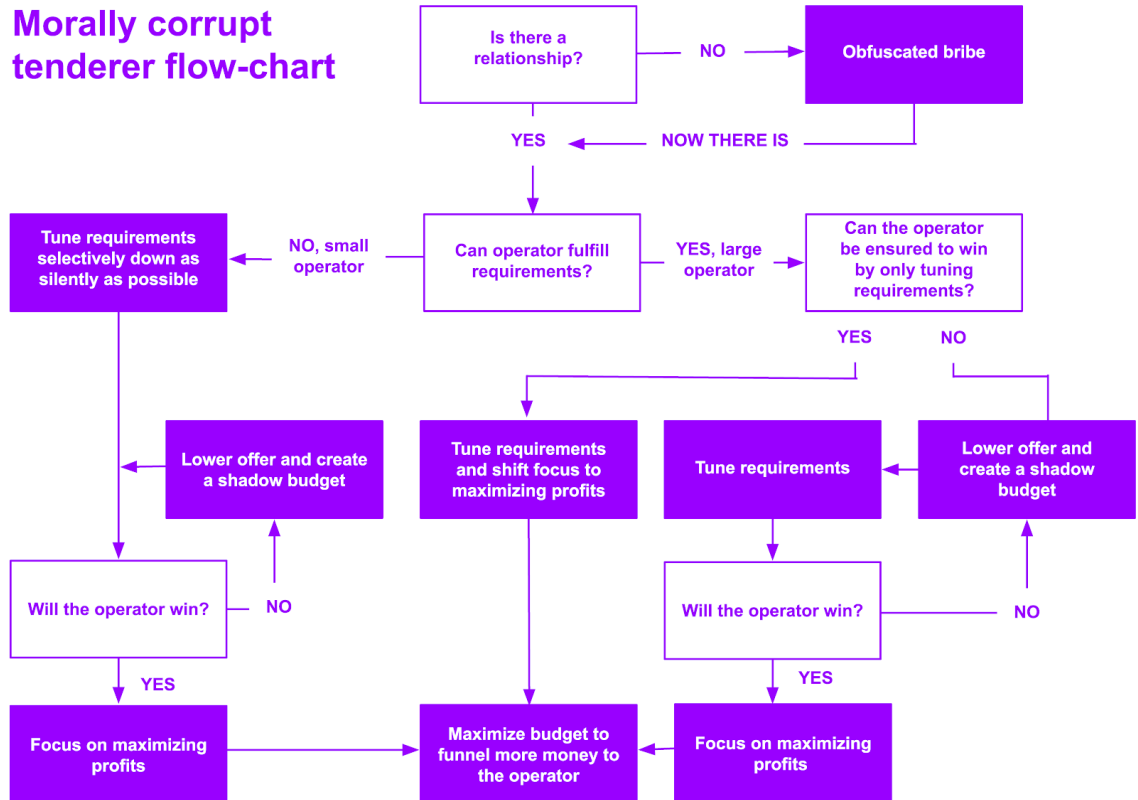 Morally corrupt
tenderer flow-chart
Is there a
relationship?
NO
Obfuscated bribe
YES
NOW THERE IS
Tune requirements
selectively down as
silently as possible
NO, small
operator
Can operator fulfill
requirements?
YES, large
operator
Can the operator
be ensured to win
by only tuning
requirements?
YES
NO
Lower offer and create
a shadow budget
Tune requirements
and shift focus to
maximizing profits
Tune requirements
Lower offer and
create a shadow
budget
Will the operator win?
NO
Will the operator win?
NO
YES
YES
Focus on maximizing
profits
Maximize budget to
funnel more money to
the operator
Focus on maximizing
profits